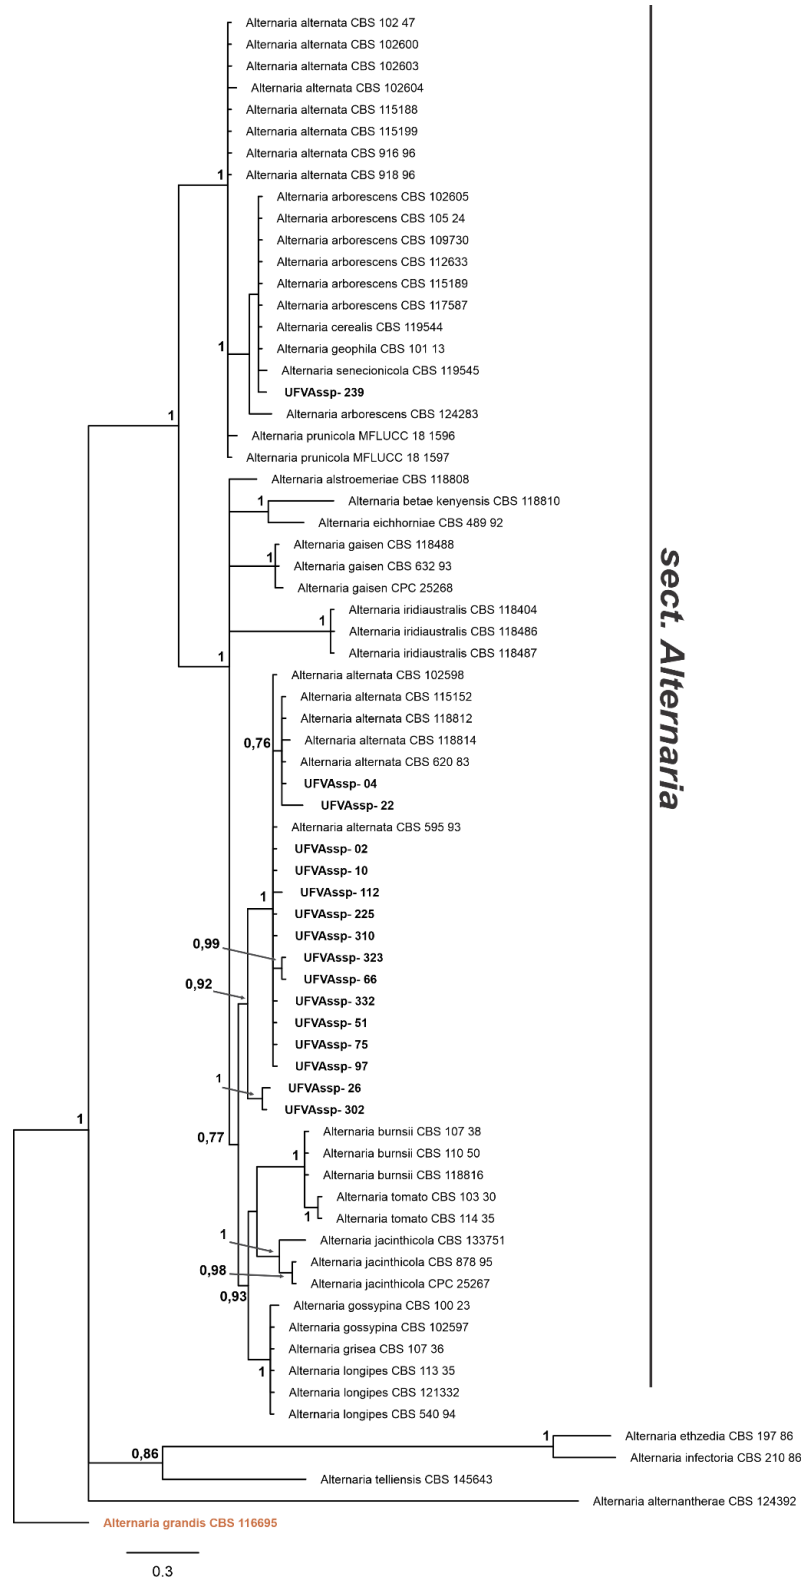 Alternaria alternata CBS 102 47
Alternaria alternata CBS 102600
Alternaria alternata CBS 102603
Alternaria alternata CBS 102604
Alternaria alternata CBS 115188
Alternaria alternata CBS 115199
Alternaria alternata CBS 916 96
Alternaria alternata CBS 918 96
1
Alternaria arborescens CBS 102605
Alternaria arborescens CBS 105 24
Alternaria arborescens CBS 109730
Alternaria arborescens CBS 112633
Alternaria arborescens CBS 115189
Alternaria arborescens CBS 117587
Alternaria cerealis CBS 119544
1
Alternaria geophila CBS 101 13
Alternaria senecionicola CBS 119545
UFVAssp- 239
Alternaria arborescens CBS 124283
1
Alternaria prunicola MFLUCC 18 1596
Alternaria prunicola MFLUCC 18 1597
Alternaria alstroemeriae CBS 118808
1
Alternaria betae kenyensis CBS 118810
Alternaria eichhorniae CBS 489 92
Alternaria gaisen CBS 118488
1
Alternaria gaisen CBS 632 93
Alternaria gaisen CPC 25268
Alternaria iridiaustralis CBS 118404
1
Alternaria iridiaustralis CBS 118486
Alternaria iridiaustralis CBS 118487
1
Alternaria alternata CBS 102598
Alternaria alternata CBS 115152
Alternaria alternata CBS 118812
Alternaria alternata CBS 118814
0,76
Alternaria alternata CBS 620 83
UFVAssp- 04
UFVAssp- 22
Alternaria alternata CBS 595 93
UFVAssp- 02
UFVAssp- 10
UFVAssp- 112
1
UFVAssp- 225
UFVAssp- 310
0,99
UFVAssp- 323
UFVAssp- 66
0,92
UFVAssp- 332
UFVAssp- 51
UFVAssp- 75
UFVAssp- 97
1
UFVAssp- 26
UFVAssp- 302
Alternaria burnsii CBS 107 38
0,77
Alternaria burnsii CBS 110 50
1
Alternaria burnsii CBS 118816
Alternaria tomato CBS 103 30
1
Alternaria tomato CBS 114 35
1
Alternaria jacinthicola CBS 133751
Alternaria jacinthicola CBS 878 95
0,98
Alternaria jacinthicola CPC 25267
0,93
Alternaria gossypina CBS 100 23
Alternaria gossypina CBS 102597
Alternaria grisea CBS 107 36
1
Alternaria longipes CBS 113 35
Alternaria longipes CBS 121332
Alternaria longipes CBS 540 94
sect. Alternaria
1
1
Alternaria ethzedia CBS 197 86
0,86
Alternaria infectoria CBS 210 86
Alternaria telliensis CBS 145643
Alternaria alternantherae CBS 124392
Alternaria grandis CBS 116695
0.3